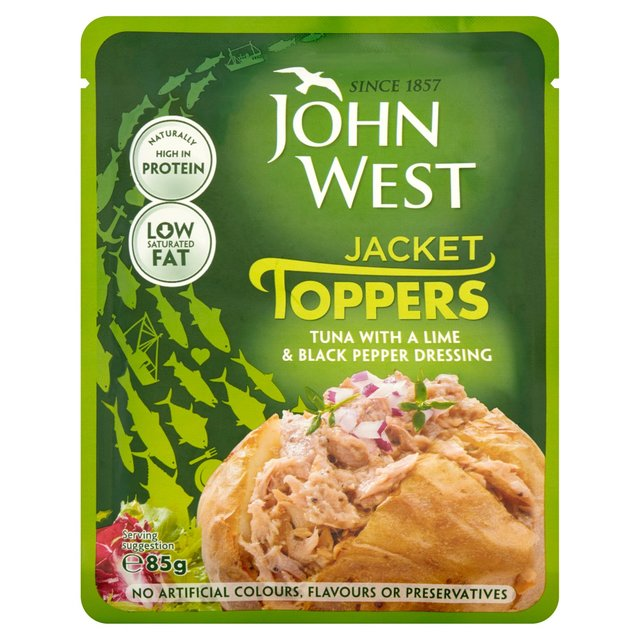 SINCE 1857
JOHN
WEST
NATURALLY
HIGH IN
PROTEIN
LOW
SATURATED
FAT
JACKET
TOPPERS
TUNA WITH A LIME
& BLACK PEPPER DRESSING
Serving
suggestion
℮85g
NO ARTIFICIAL COLOURS, FLAVOURS OR PRESERVATIVES